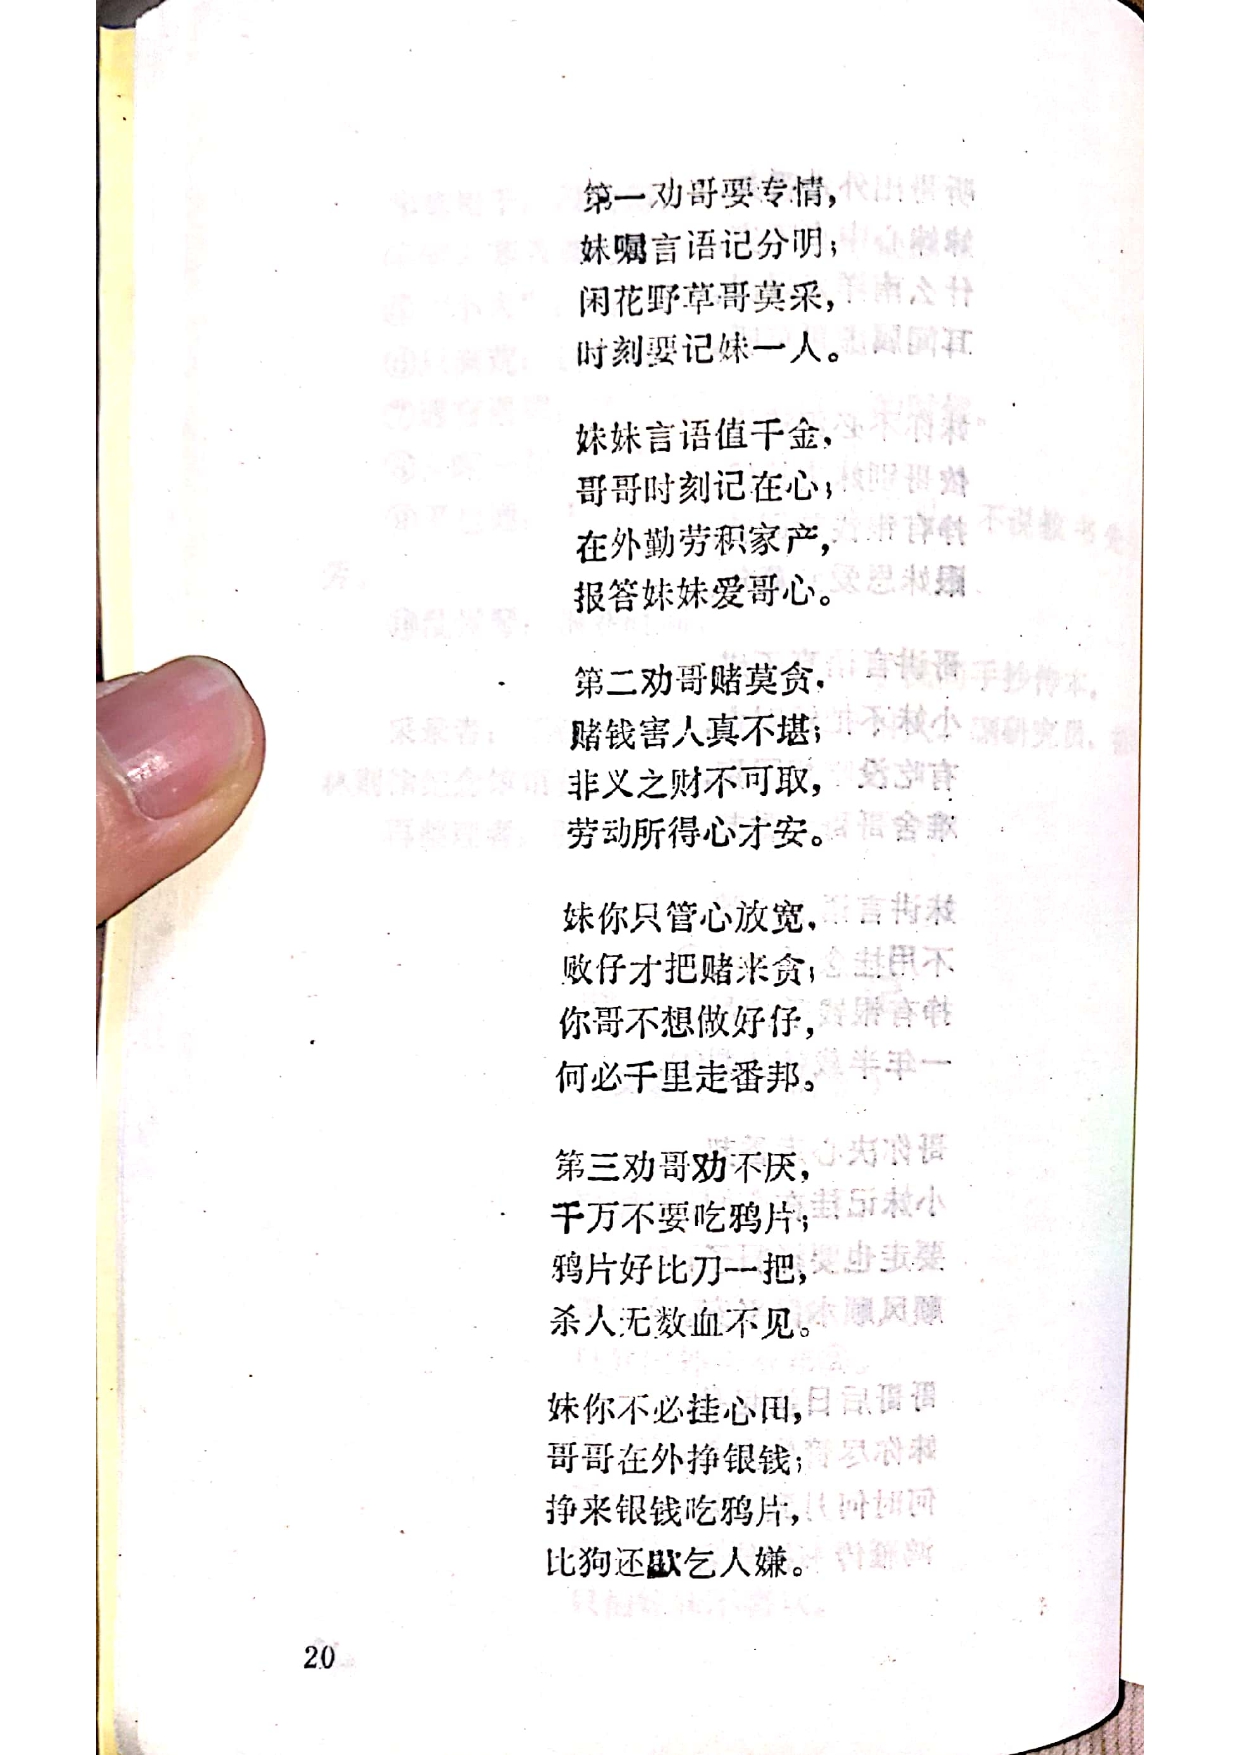 第一劝哥要专情，
妹嘱言语记分明；
闲花野草哥莫采，
时刻要记妹一人。
妹妹言语值千金，
哥哥时刻记在心；
在外勤劳积家产，
报答妹妹爱哥心。
第二劝哥赌莫贪，
赌钱害人真不堪；
非义之财不可取，
劳动所得心才安。
妹你只管心放宽，
败仔才把赌来贪；
你哥不想做好仔，
何必千里走番邦。
第三劝哥劝不厌，
千万不要吃鸦片；
鸦片好比刀一把，
杀人无数血不见。
妹你不必挂心田，
哥哥在外挣银钱；
挣来银钱吃鸦片，
比狗还歇乞人嫌。
20